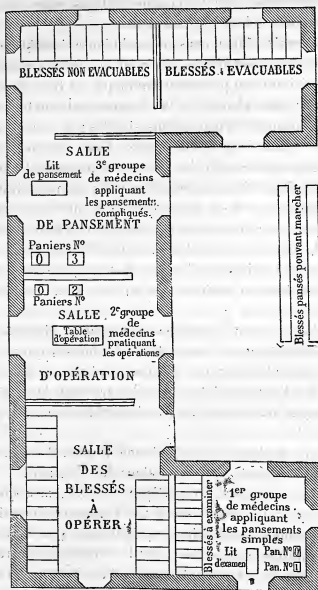 BLESSÉS NON EVACUABLES
BLESSÉS à EVACUABLES
SALLE
Lit
de pansement
3e groupe
de médecins
appliquant
les pansements
compliqués.
DE PANSEMENT
Paniers No
0 3
0 2
Paniers No
SALLE
Table
d'opération
2e groupe
de
médecins
pratiquant
les opérations
D'OPÉRATION
SALLE
DES
BLESSÉS
À
OPÉRER
Blessés à examiner
1er groupe
de médecins
appliquant
les pansements
simples
Lit
d'examen
Pan. No 0
Pan. No 1
Blessés pansés pouvant marcher